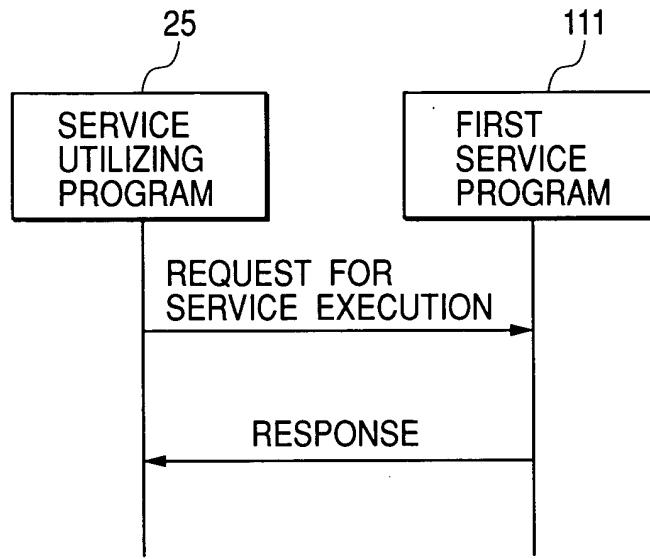 25
111
SERVICE
UTILIZING
PROGRAM
FIRST
SERVICE
PROGRAM
REQUEST FOR
SERVICE EXECUTION
RESPONSE